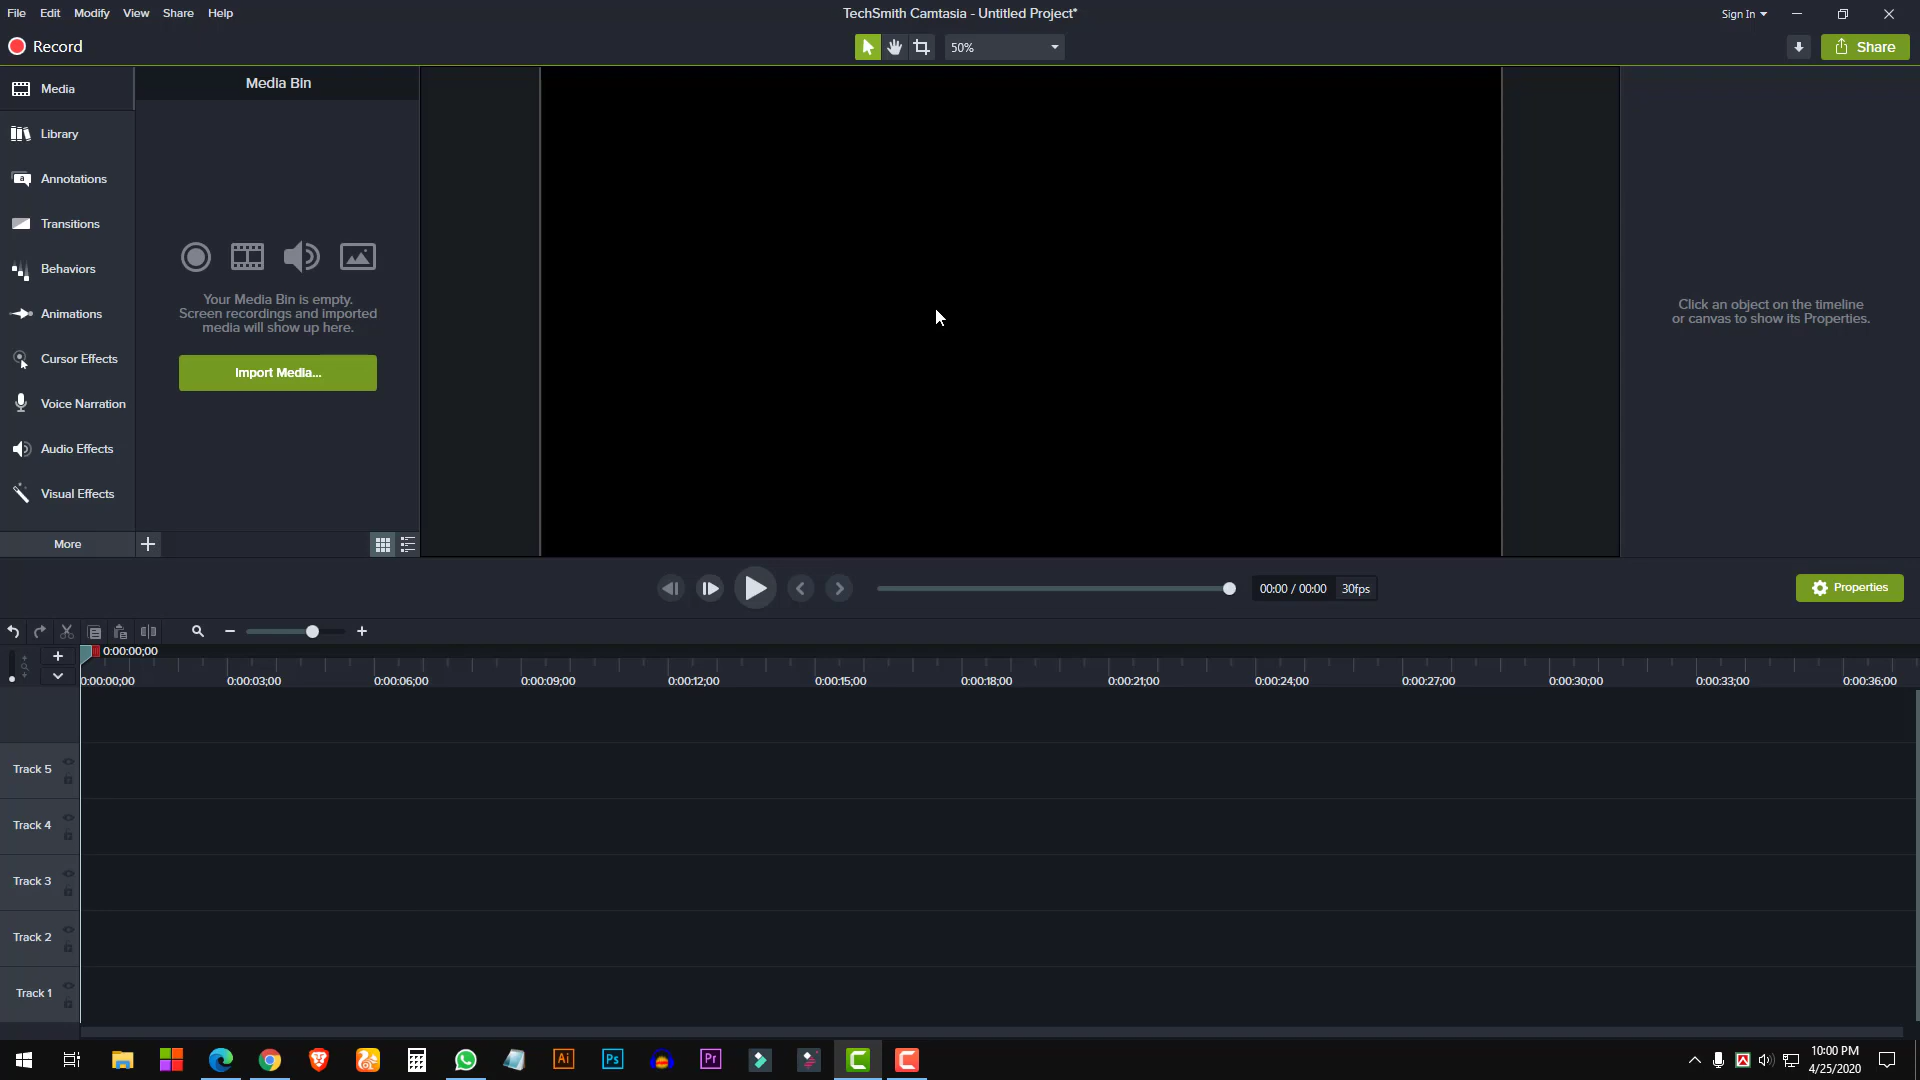 File Edit Modify View Share Help
TechSmith Camtasia - Untitled Project*
Sign In
Record
50%
Share
Media
Library
Annotations
Transitions
Behaviors
Animations
Cursor Effects
Voice Narration
Audio Effects
Visual Effects
More
Media Bin
Your Media Bin is empty.
Screen recordings and imported
media will show up here.
Import Media...
Click an object on the timeline
or canvas to show its Properties.
00:00 / 00:00 30fps
Properties
0:00:00;00
0:00:00;00 0:00:03;00 0:00:06;00 0:00:09;00 0:00:12;00 0:00:15;00 0:00:18;00 0:00:21;00 0:00:24;00 0:00:27;00 0:00:30;00 0:00:33;00 0:00:36;00
Track 5
Track 4
Track 3
Track 2
Track 1
Ai Ps Pr
10:00 PM
4/25/2020